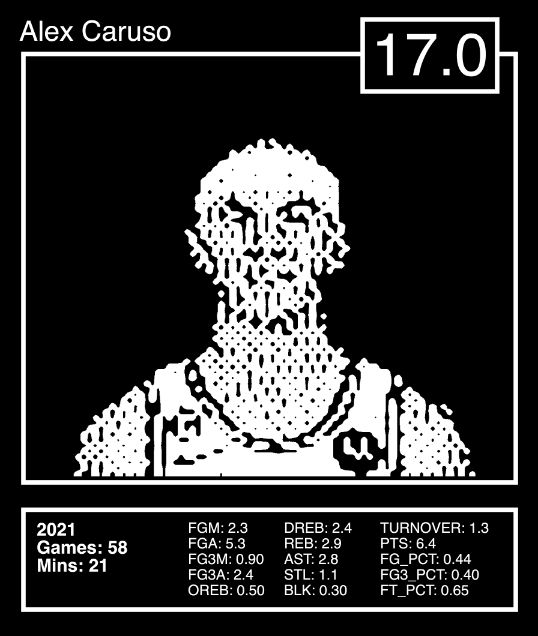 Alex Caruso
17.0
2021
Games: 58
Mins: 21
FGM: 2.3
FGA: 5.3
FG3M: 0.90
FG3A: 2.4
OREB: 0.50
DREB: 2.4
REB: 2.9
AST: 2.8
STL: 1.1
BLK: 0.30
TURNOVER: 1.3
PTS: 6.4
FG_PCT: 0.44
FG3_PCT: 0.40
FT_PCT: 0.65